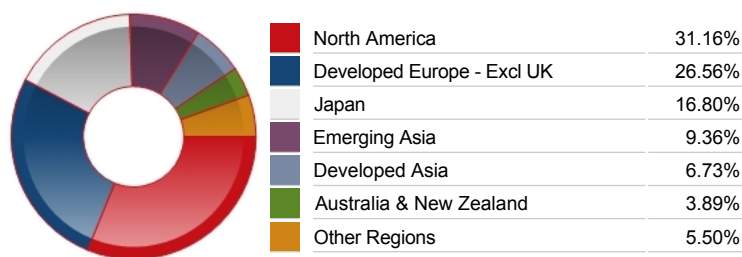 North America 31.16%
Developed Europe - Excl UK 26.56%
Japan 16.80%
Emerging Asia 9.36%
Developed Asia 6.73%
Australia & New Zealand 3.89%
Other Regions 5.50%